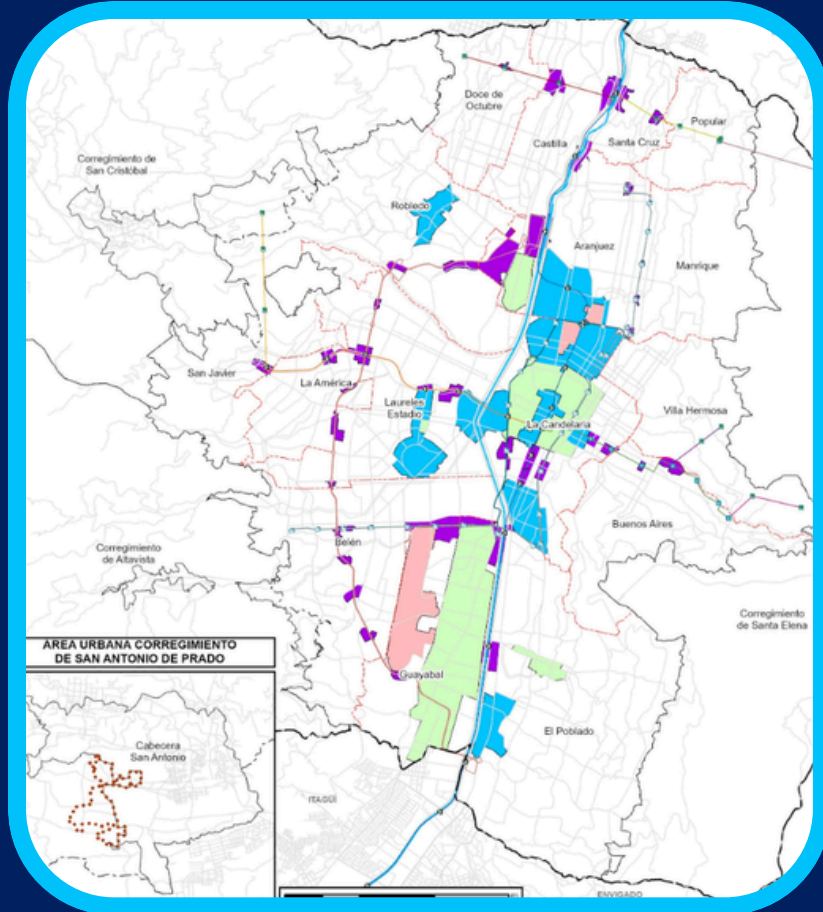 Doce de
Octubre
Popular
Castilla
Santa Cruz
Corregimiento de
San Cristóbal
Robledo
Aranjuez
Manrique
San Javier
La América
Laureles
Estadio
Villa Hermosa
La Candelaria
Buenos Aires
Belén
Corregimiento
de Altavista
Corregimiento
de Santa Elena
ÁREA URBANA CORREGIMIENTO
DE SAN ANTONIO DE PRADO
Guayabal
El Poblado
Cabecera
San Antonio
ITAGÜÍ
ENVIGADO